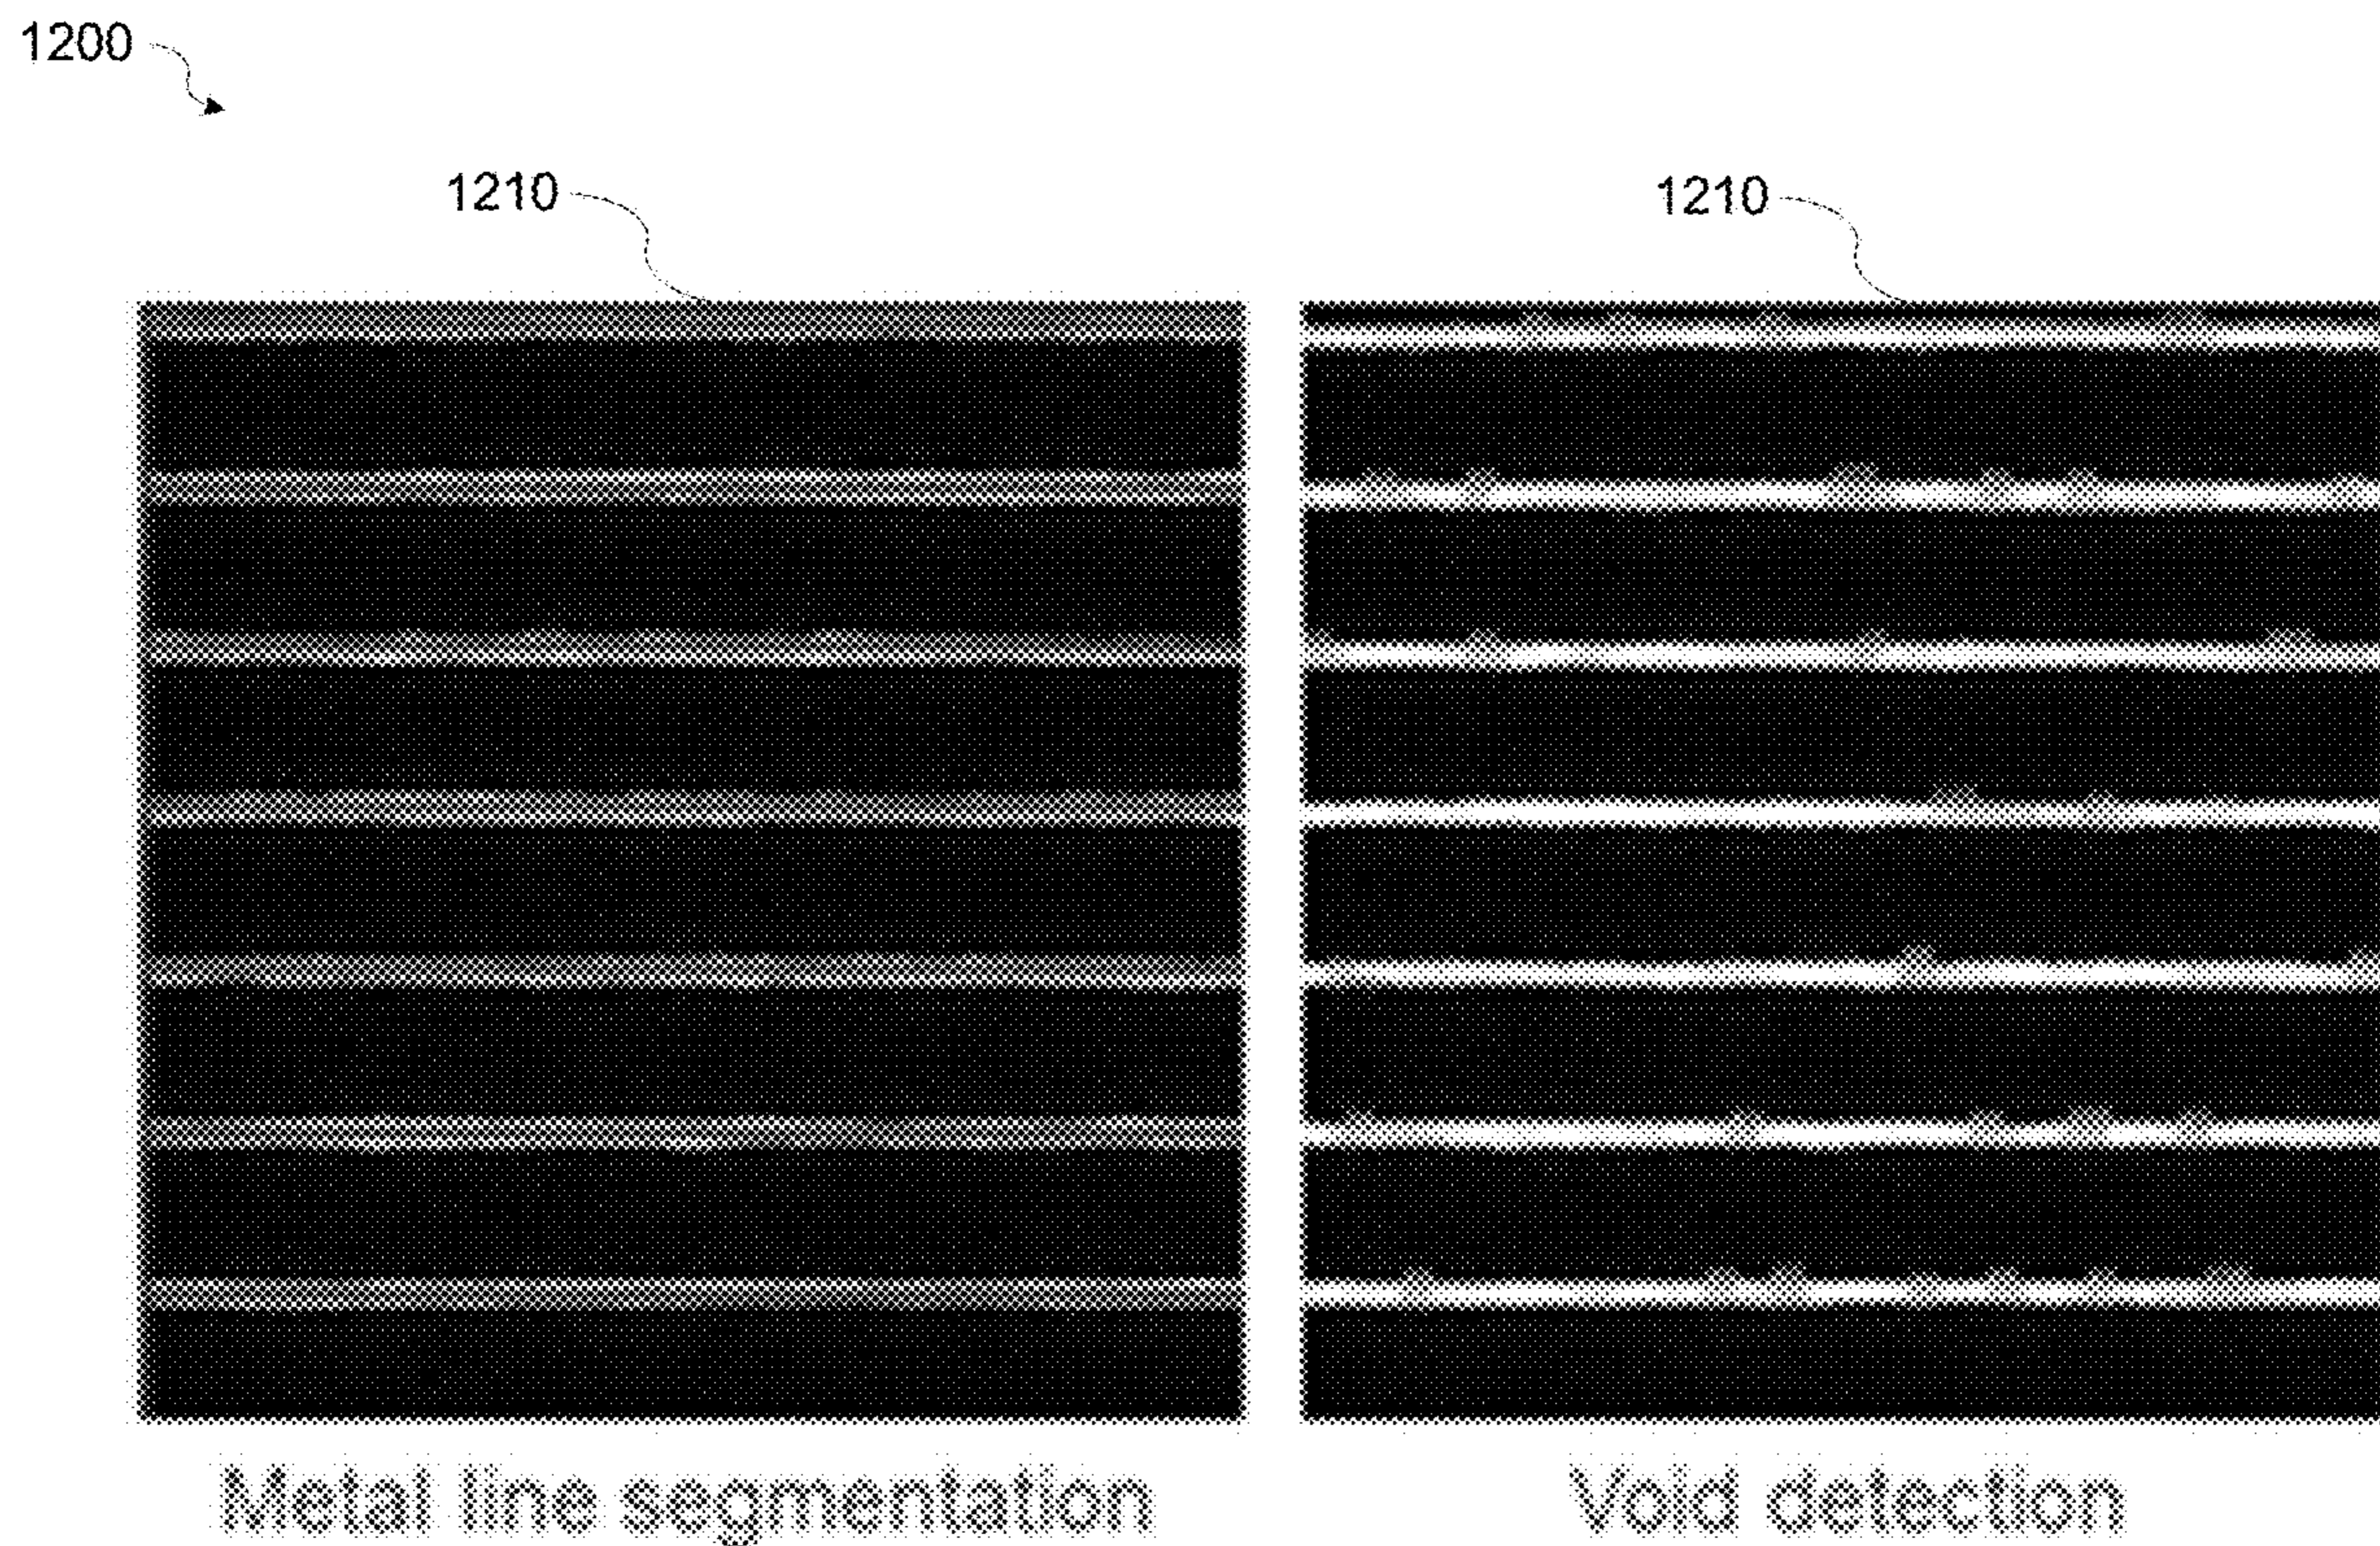 1200
1210
1210
Metal line segmentation
Void detection